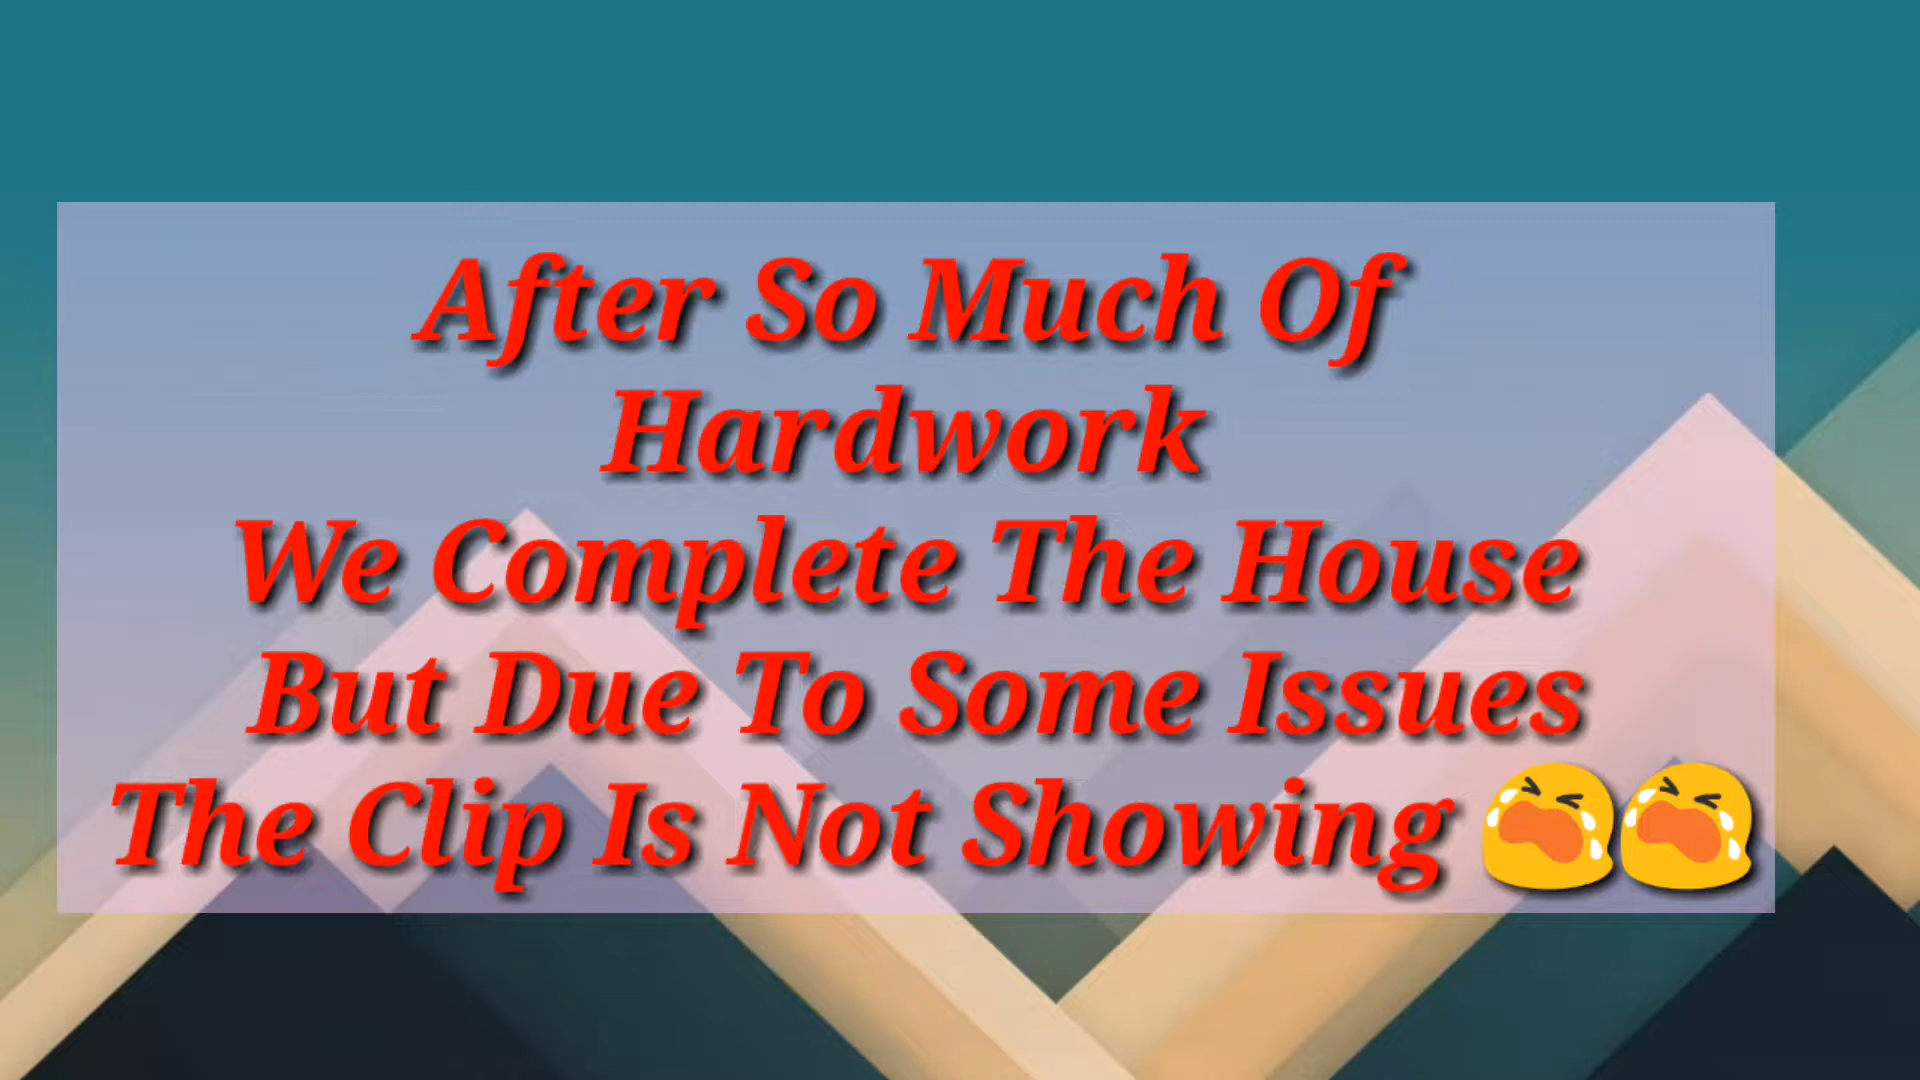 After So Much Of
Hardwork
We Complete The House
But Due To Some Issues
The Clip Is Not Showing 😭😭